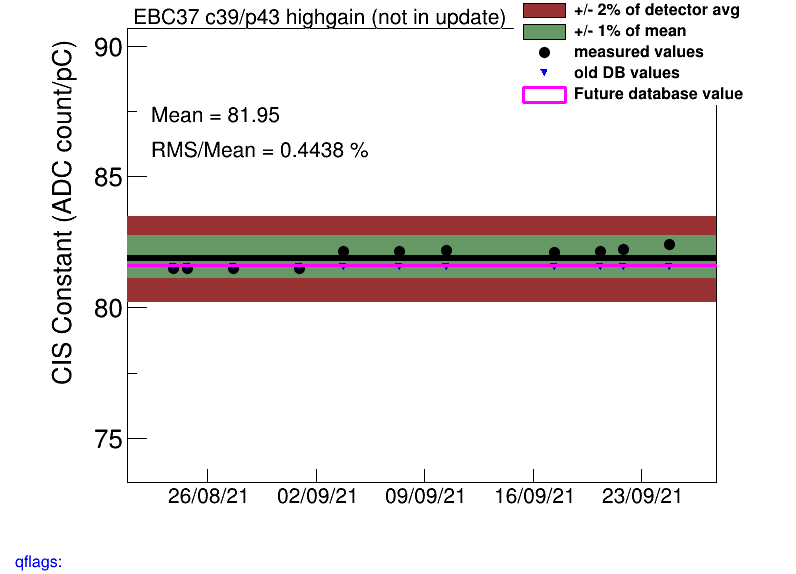 EBC37 c39/p43 highgain (not in update)
+/- 2% of detector avg
+/- 1% of mean
measured values
old DB values
Future database value
Mean = 81.95
RMS/Mean = 0.4438 %
CIS Constant (ADC count/pC)
90
85
80
75
26/08/21 02/09/21 09/09/21 16/09/21 23/09/21
qflags: